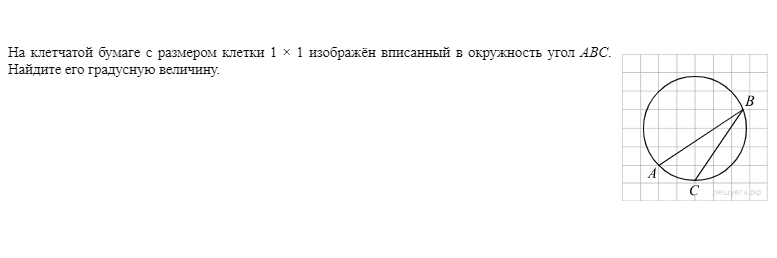 На клетчатой бумаге с размером клетки 1 × 1 изображён вписанный в окружность угол ABC.
Найдите его градусную величину.
B
A
C
решуегэ.рф